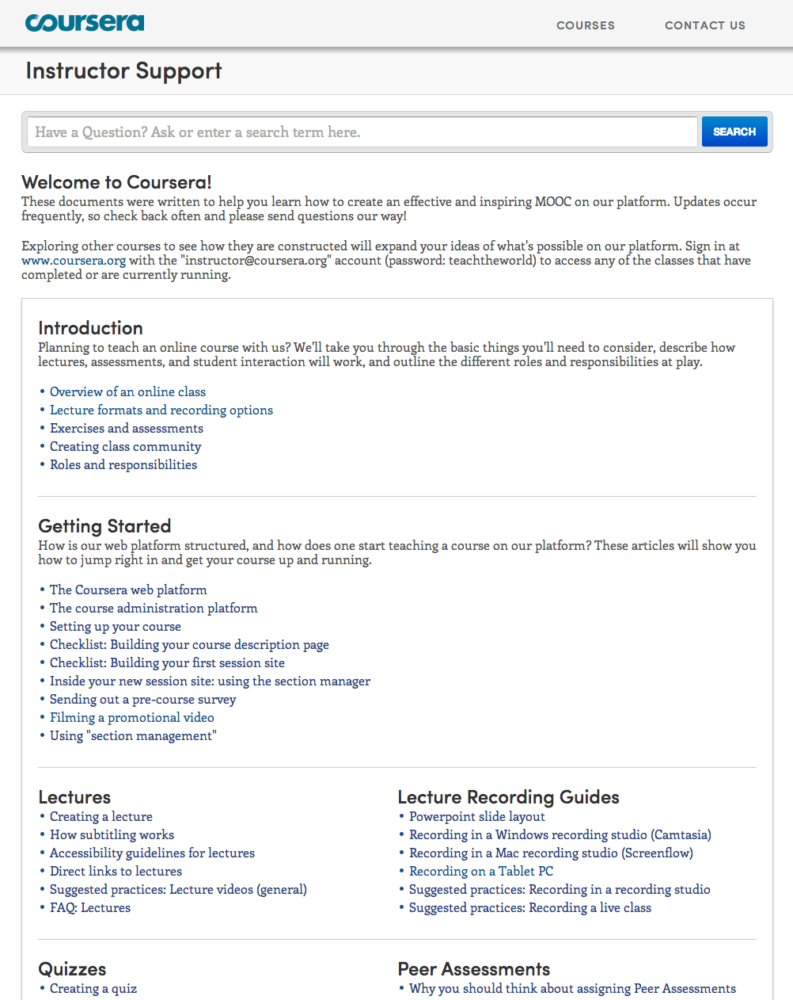 coursera
COURSES
CONTACT US
Instructor Support
Have a Question? Ask or enter a search term here.
SEARCH
Welcome to Coursera!
These documents were written to help you learn how to create an effective and inspiring MOOC on our platform. Updates occur
frequently, so check back often and please send questions our way!
Exploring other courses to see how they are constructed will expand your ideas of what's possible on our platform. Sign in at
www.coursera.org with the "instructor@coursera.org" account (password: teachtheworld) to access any of the classes that have
completed or are currently running.
Introduction
Planning to teach an online course with us? We'll take you through the basic things you'll need to consider, describe how
lectures, assessments, and student interaction will work, and outline the different roles and responsibilities at play.
• Overview of an online class
• Lecture formats and recording options
• Exercises and assessments
• Creating class community
• Roles and responsibilities
Getting Started
How is our web platform structured, and how does one start teaching a course on our platform? These articles will show you
how to jump right in and get your course up and running.
• The Coursera web platform
• The course administration platform
• Setting up your course
• Checklist: Building your course description page
• Checklist: Building your first session site
• Inside your new session site: using the section manager
• Sending out a pre-course survey
• Filming a promotional video
• Using "section management"
Lectures
• Creating a lecture
• How subtitling works
• Accessibility guidelines for lectures
• Direct links to lectures
• Suggested practices: Lecture videos (general)
• FAQ: Lectures
Lecture Recording Guides
• Powerpoint slide layout
• Recording in a Windows recording studio (Camtasia)
• Recording in a Mac recording studio (Screenflow)
• Recording on a Tablet PC
• Suggested practices: Recording in a recording studio
• Suggested practices: Recording a live class
Quizzes
• Creating a quiz
Peer Assessments
• Why you should think about assigning Peer Assessments